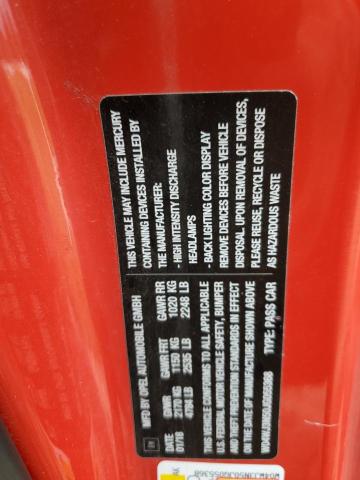 MFD BY OPEL AUTOMOBILE GMBH
DATE GVWR GAWR FRT GAWR RR
07/18 2170 KG 1150 KG 1020 KG
4784 LB 2535 LB 2248 LB
THIS VEHICLE CONFORMS TO ALL APPLICABLE
U.S. FEDERAL MOTOR VEHICLE SAFETY, BUMPER
AND THEFT PREVENTION STANDARDS IN EFFECT
ON THE DATE OF MANUFACTURE SHOWN ABOVE
TYPE: PASS CAR
THIS VEHICLE MAY INCLUDE MERCURY
CONTAINING DEVICES INSTALLED BY
THE MANUFACTURER:
- HIGH INTENSITY DISCHARGE
HEADLAMPS
- BACK LIGHTING COLOR DISPLAY
REMOVE DEVICES BEFORE VEHICLE
DISPOSAL. UPON REMOVAL OF DEVICES,
PLEASE REUSE, RECYCLE OR DISPOSE
AS HAZARDOUS WASTE